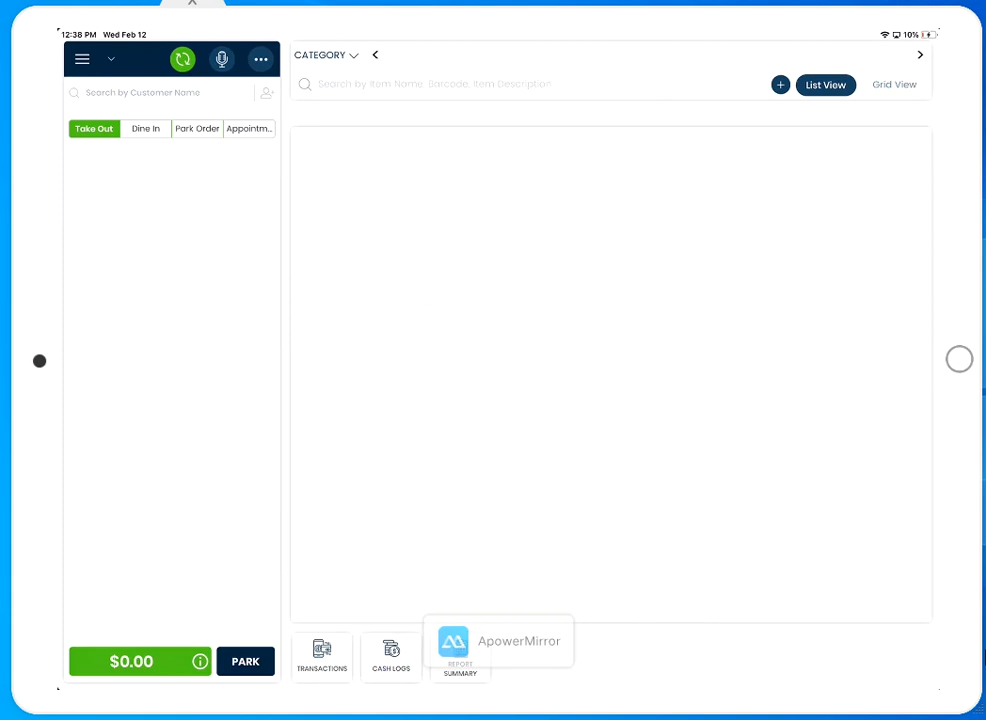 12:38 PM Wed Feb 12
10%
CATEGORY
Search by Customer Name
Search by Item Name, Barcode, Item Description
List View
Grid View
Take Out
Dine In
Park Order
Appointm..
$0.00
PARK
TRANSACTIONS
CASH LOGS
ApowerMirror
REPORT
SUMMARY